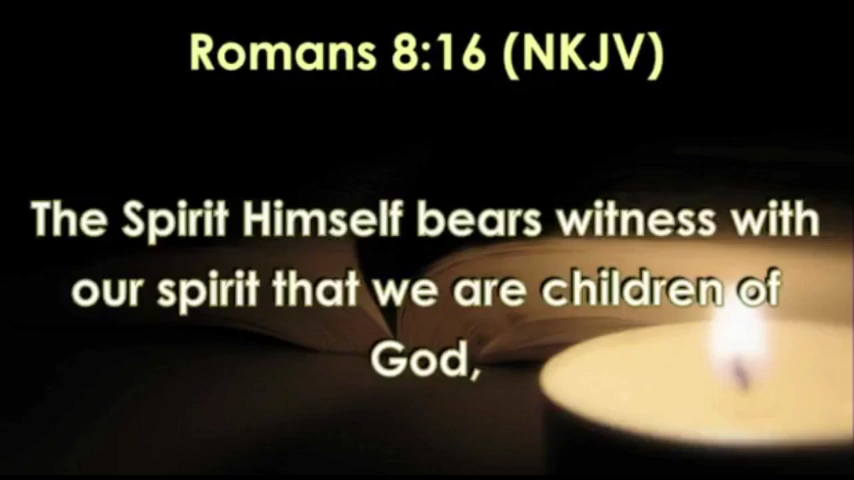 Romans 8:16 (NKJV)
The Spirit Himself bears witness with
our spirit that we are children of
God,